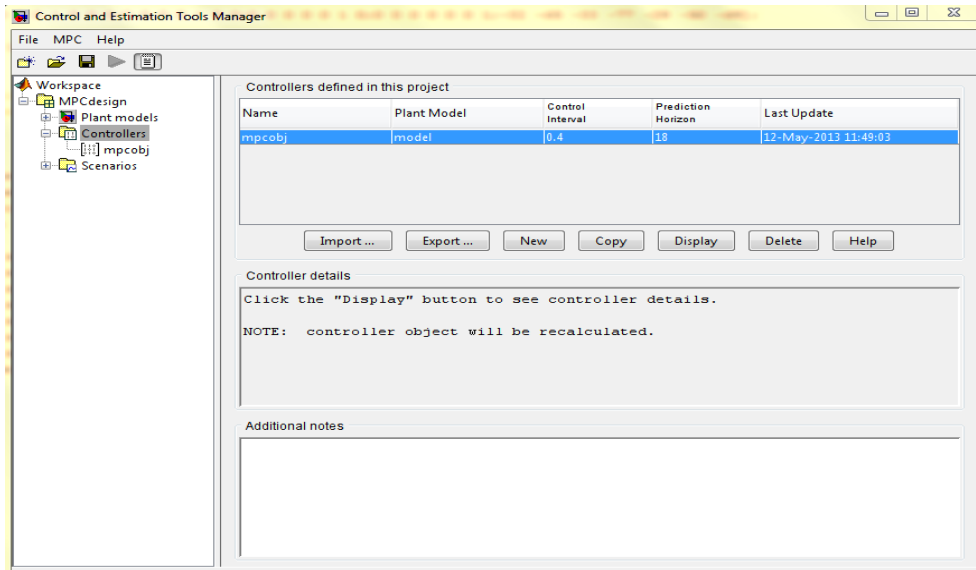 Control and Estimation Tools Manager
File MPC Help
Workspace
MPCdesign
Plant models
Controllers
mpcobj
Scenarios
Controllers defined in this project
Name Plant Model Control Interval Prediction Horizon Last Update
mpcobj model 0.4 18 12-May-2013 11:49:03
Import ... Export ... New Copy Display Delete Help
Controller details
Click the "Display" button to see controller details.
NOTE: controller object will be recalculated.
Additional notes